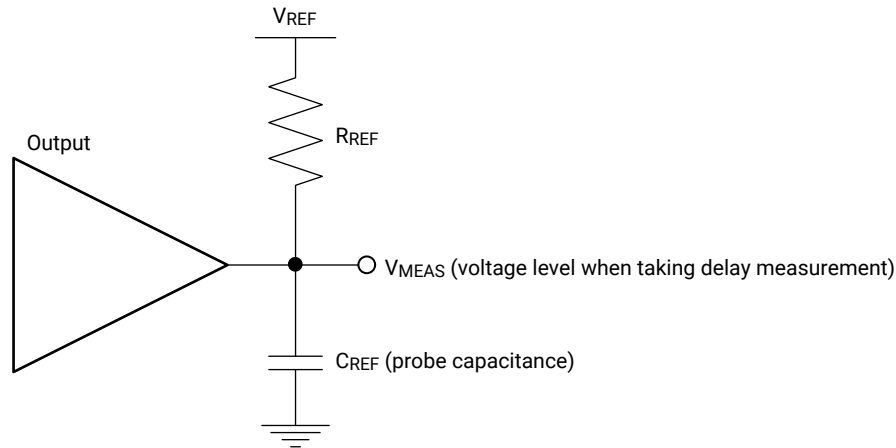 VREF
RREF
Output
VMEAS (voltage level when taking delay measurement)
CREF (probe capacitance)